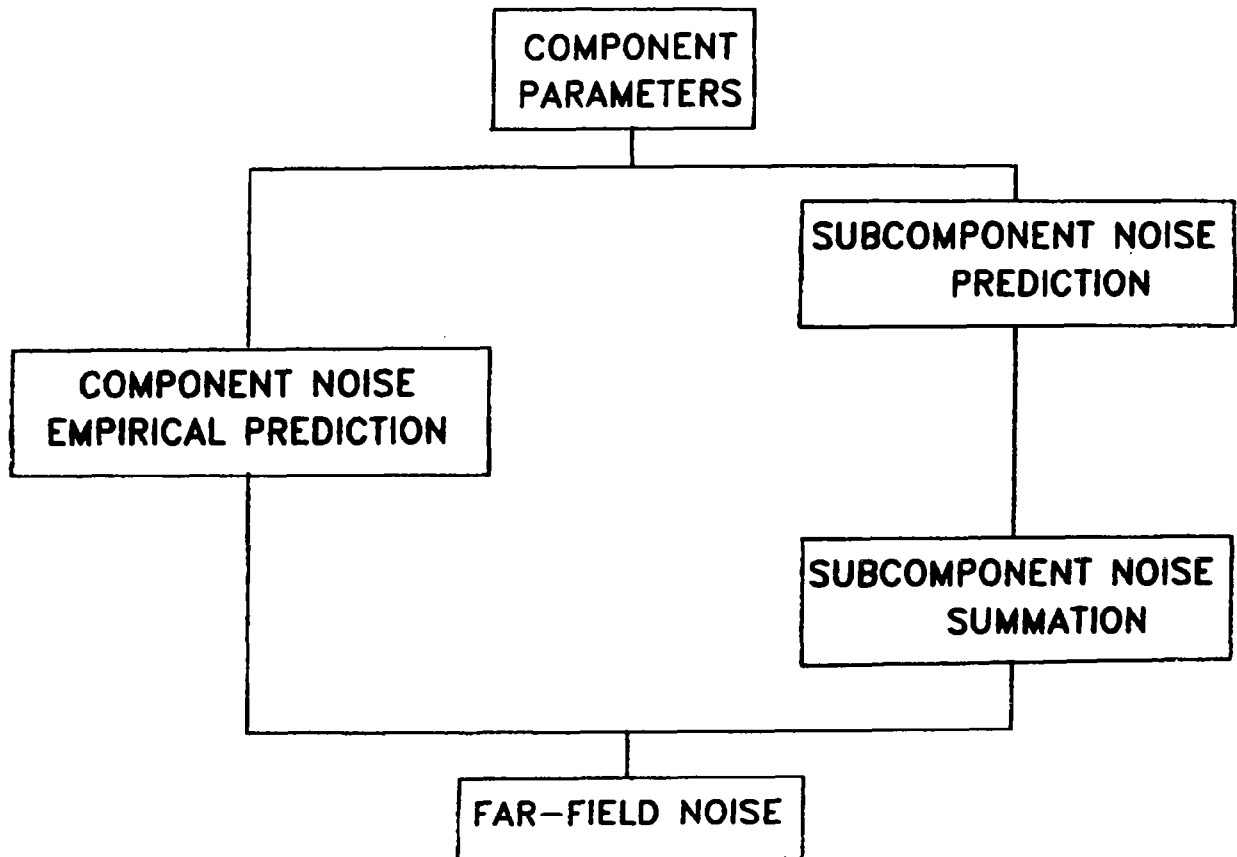 COMPONENT
PARAMETERS
SUBCOMPONENT NOISE
PREDICTION
COMPONENT NOISE
EMPIRICAL PREDICTION
SUBCOMPONENT NOISE
SUMMATION
FAR-FIELD NOISE